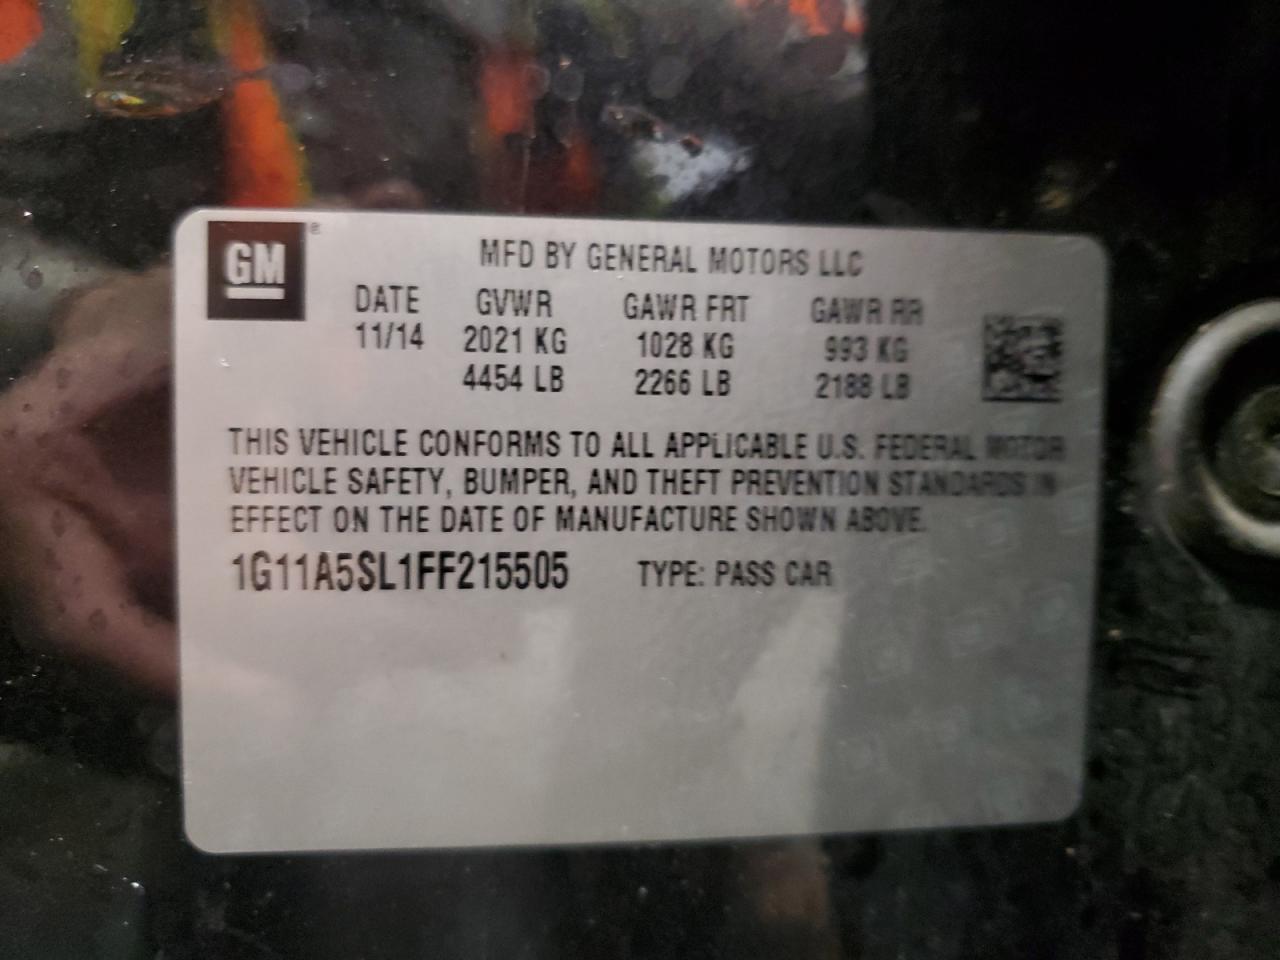 GM ®
MFD BY GENERAL MOTORS LLC
DATE GVWR GAWR FRT GAWR RR
11/14 2021 KG 1028 KG 993 KG
4454 LB 2266 LB 2188 LB
THIS VEHICLE CONFORMS TO ALL APPLICABLE U.S. FEDERAL MOTOR
VEHICLE SAFETY, BUMPER, AND THEFT PREVENTION STANDARDS IN
EFFECT ON THE DATE OF MANUFACTURE SHOWN ABOVE.
1G11A5SL1FF215505 TYPE: PASS CAR